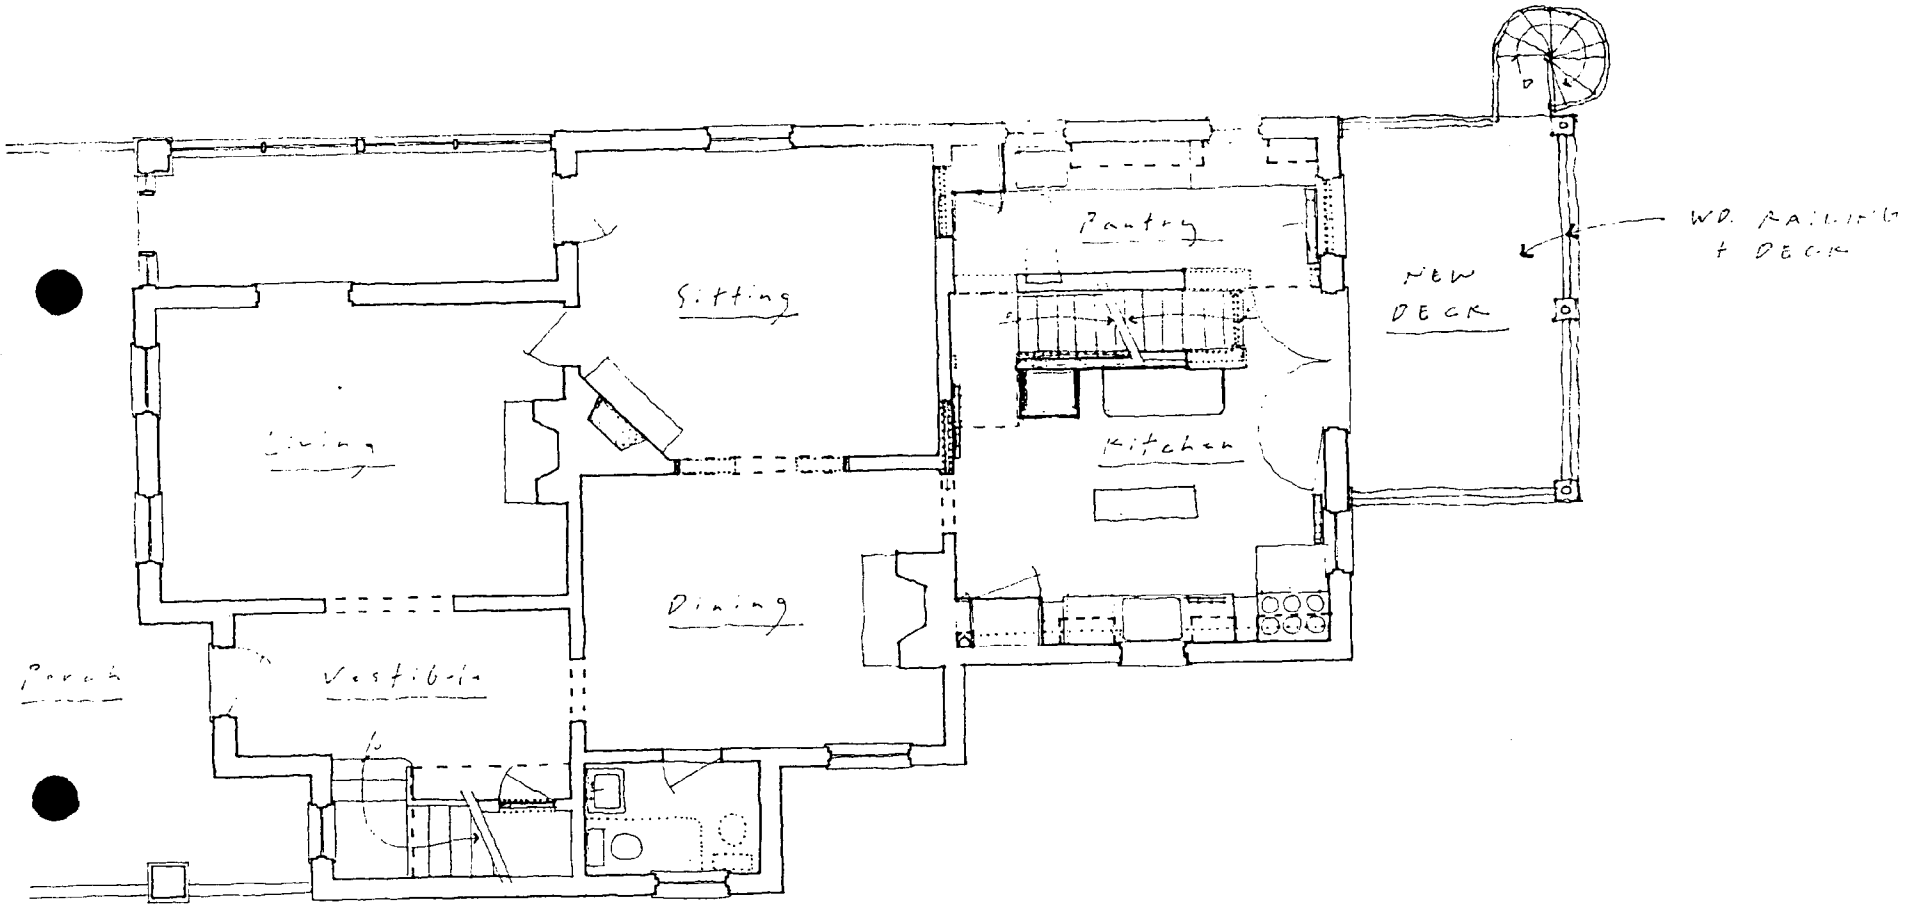 Pantry
WD. RAILING
+ DECK
NEW
DECK
Sitting
Living
Kitchen
Dining
Porch
Vestibule
D